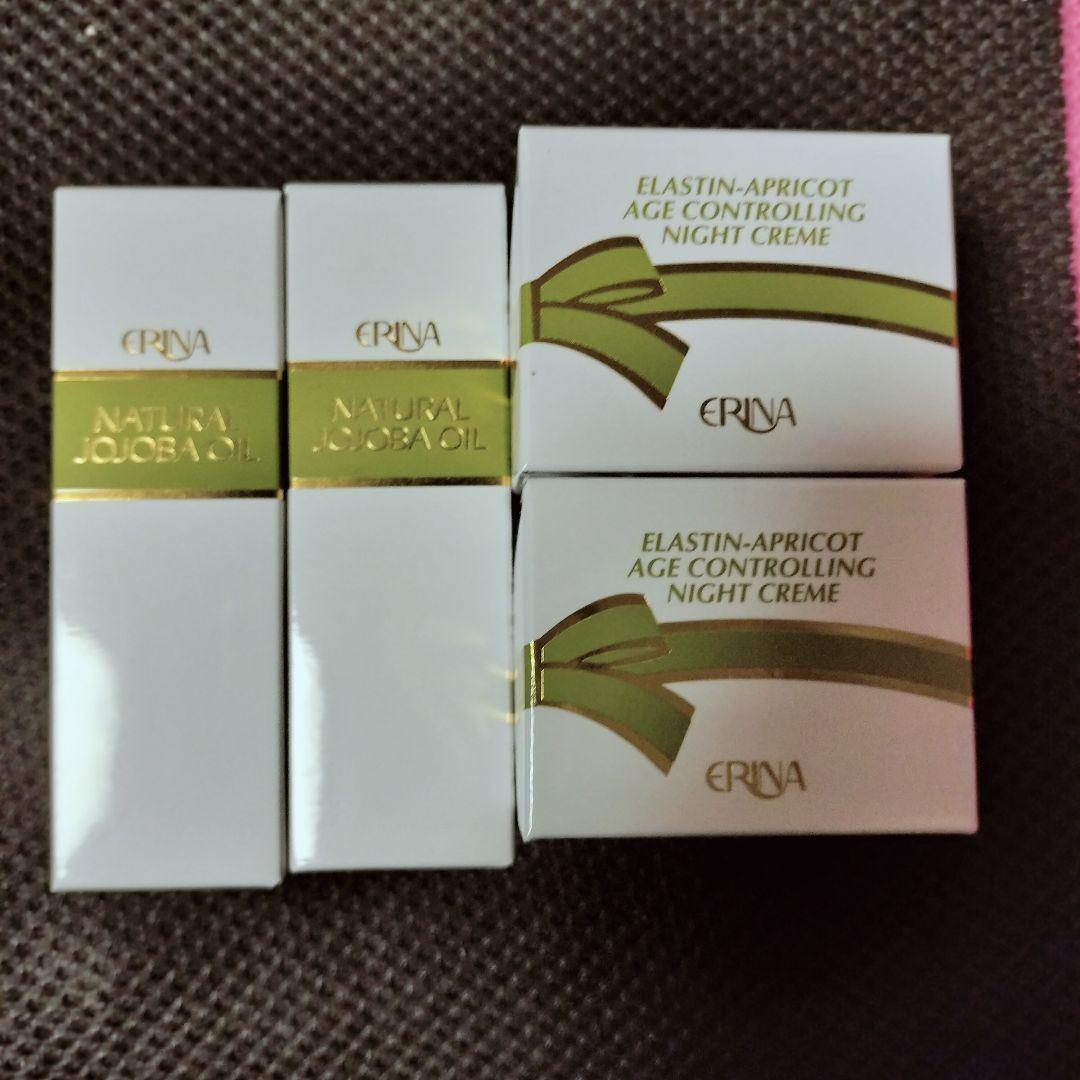 ERINA
NATURAL
JOJOBA OIL
ERINA
NATURAL
JOJOBA OIL
ELASTIN-APRICOT
AGE CONTROLLING
NIGHT CREME
ERINA
ELASTIN-APRICOT
AGE CONTROLLING
NIGHT CREME
ERINA